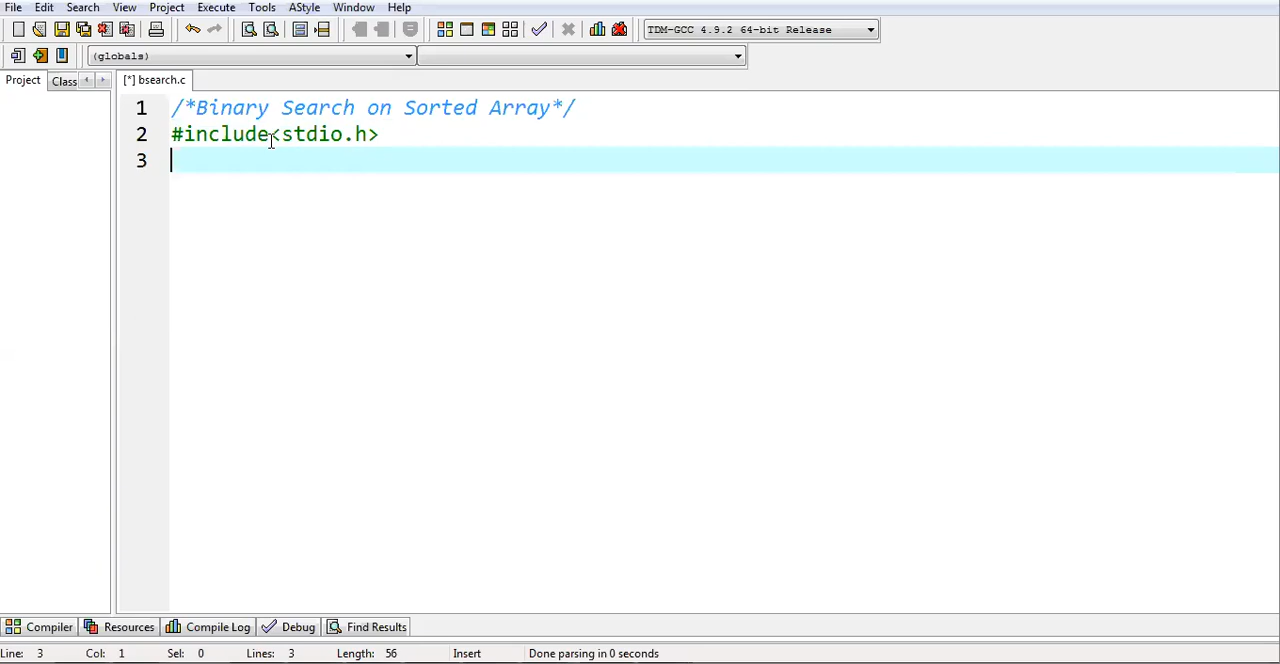 File Edit Search View Project Execute Tools AStyle Window Help
TDM-GCC 4.9.2 64-bit Release
(globals)
Project Class [*] bsearch.c
1 /*Binary Search on Sorted Array*/
2 #include<stdio.h>
3
Compiler Resources Compile Log Debug Find Results
Line: 3 Col: 1 Sel: 0 Lines: 3 Length: 56 Insert Done parsing in 0 seconds